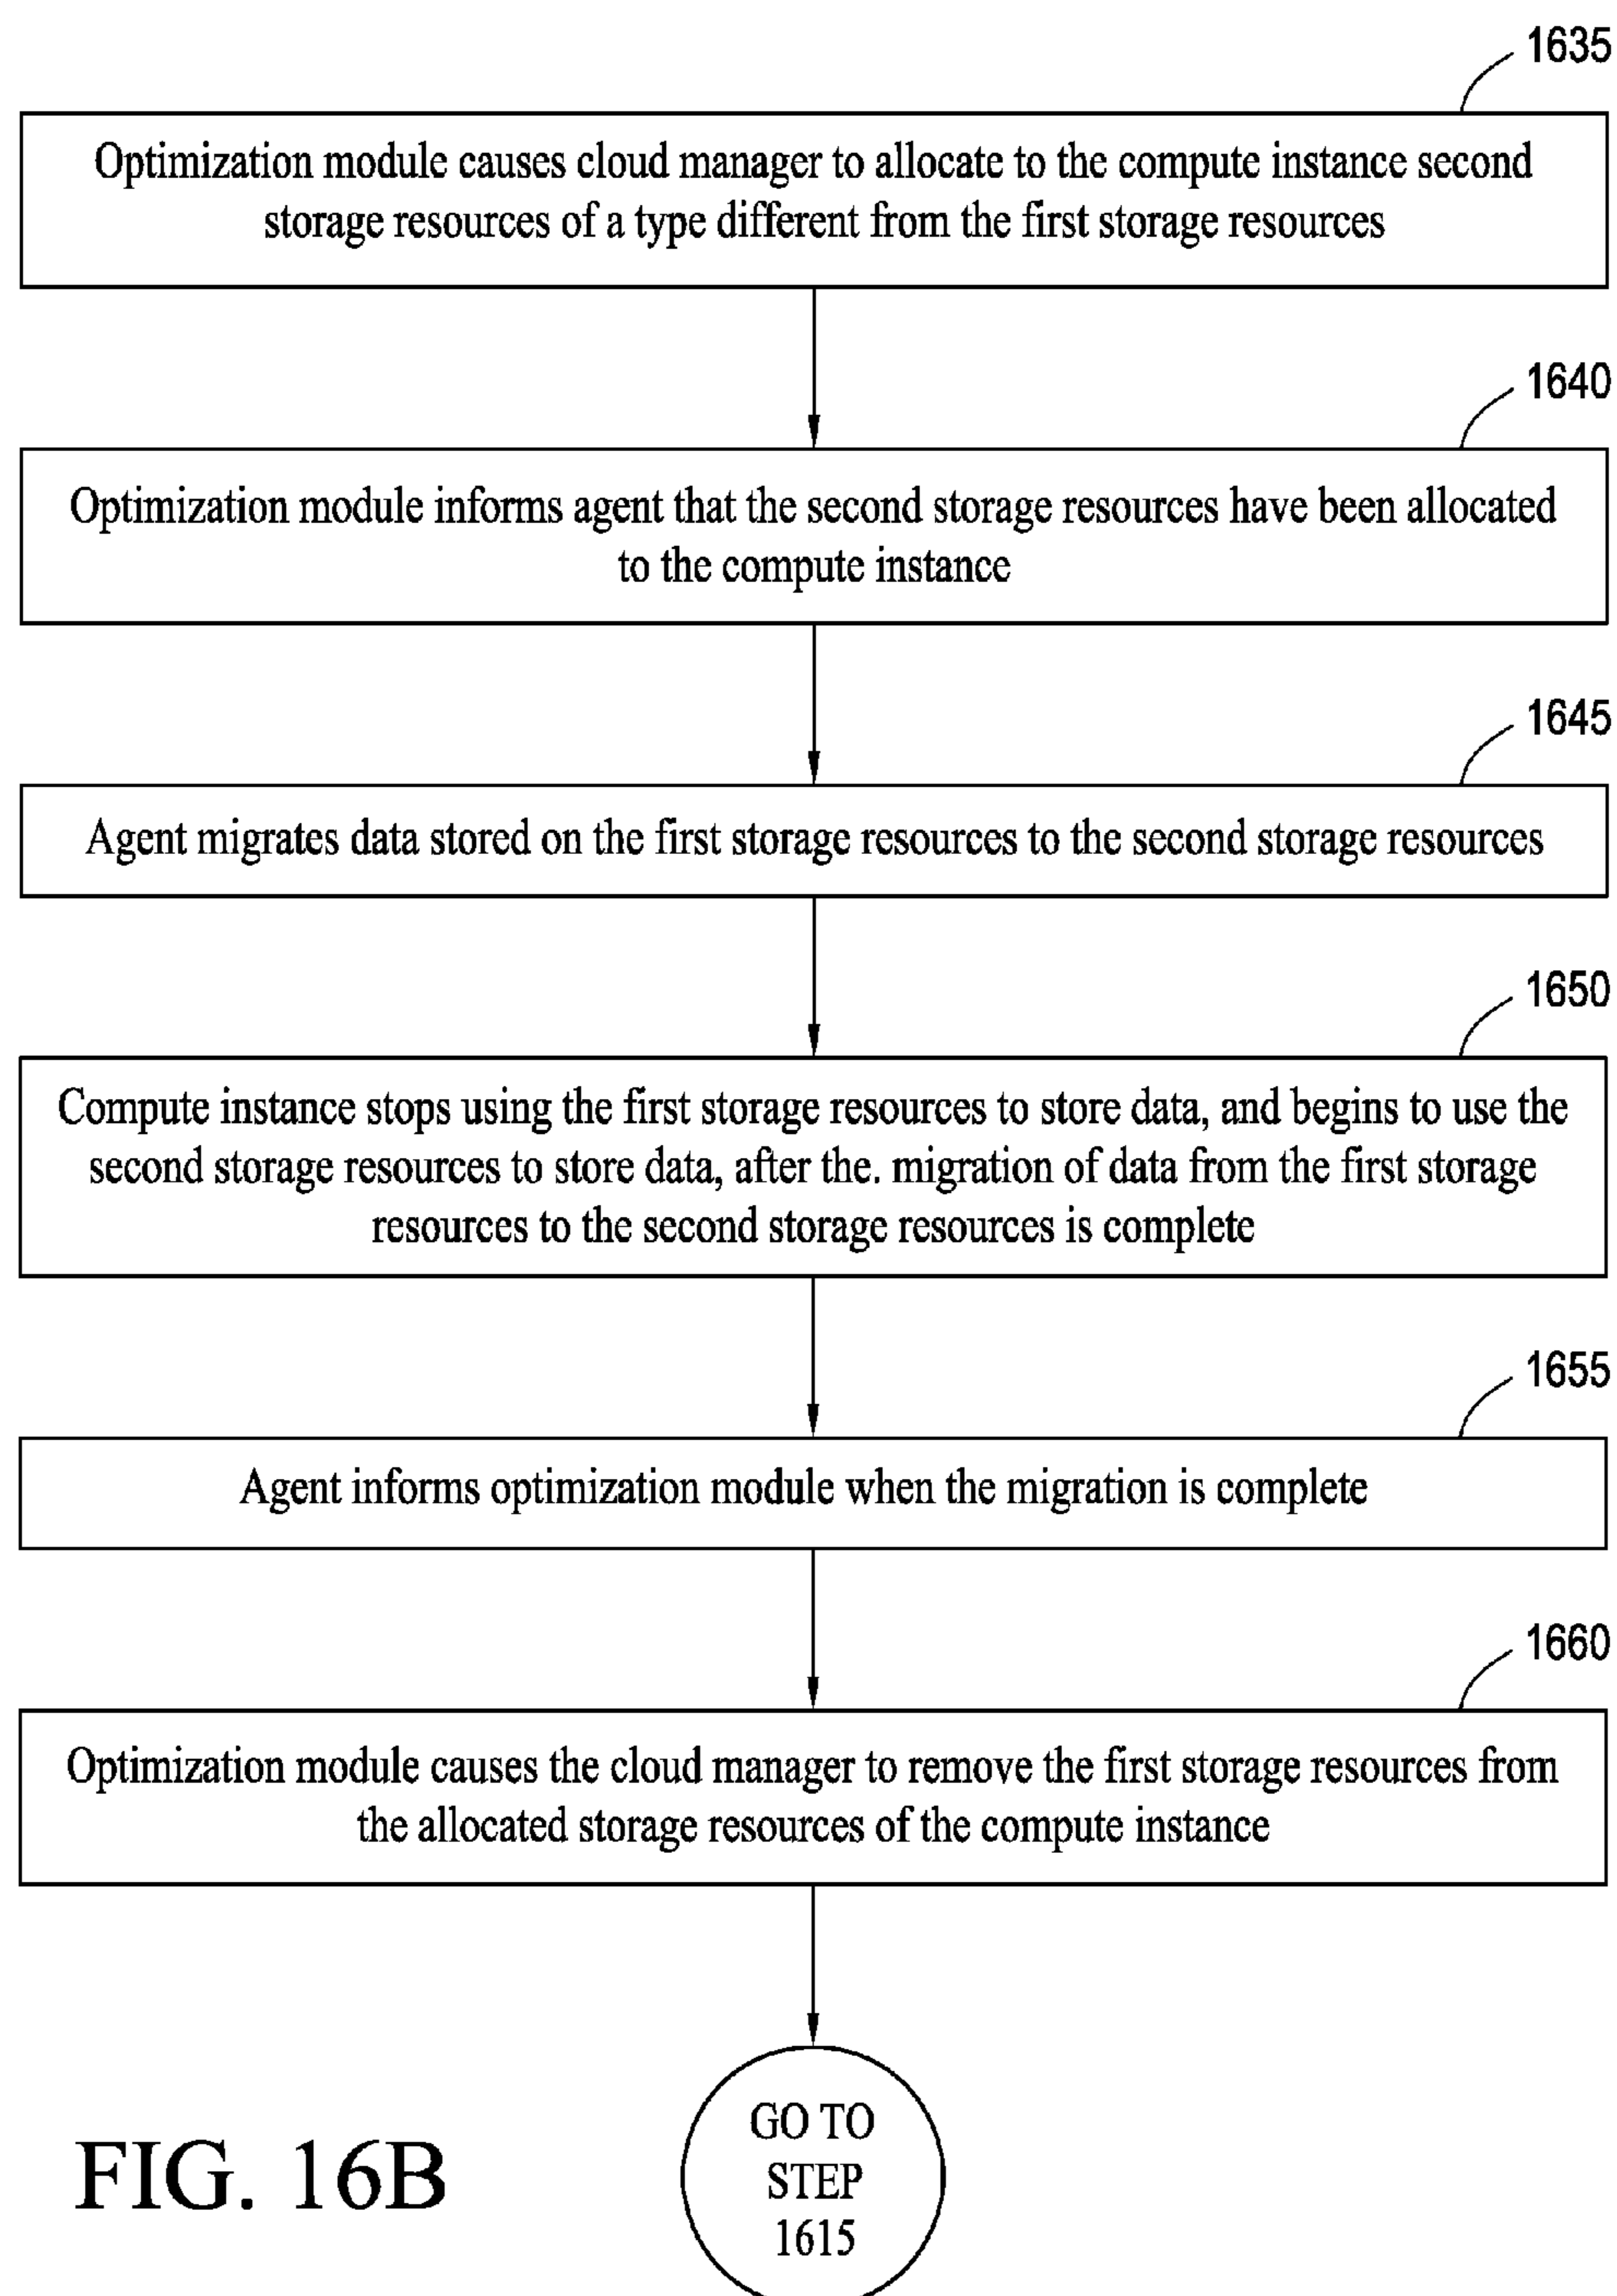 1635
Optimization module causes cloud manager to allocate to the compute instance second
storage resources of a type different from the first storage resources
1640
Optimization module informs agent that the second storage resources have been allocated
to the compute instance
1645
Agent migrates data stored on the first storage resources to the second storage resources
1650
Compute instance stops using the first storage resources to store data, and begins to use the
second storage resources to store data, after the. migration of data from the first storage
resources to the second storage resources is complete
1655
Agent informs optimization module when the migration is complete
1660
Optimization module causes the cloud manager to remove the first storage resources from
the allocated storage resources of the compute instance
GO TO
STEP
1615
FIG. 16B